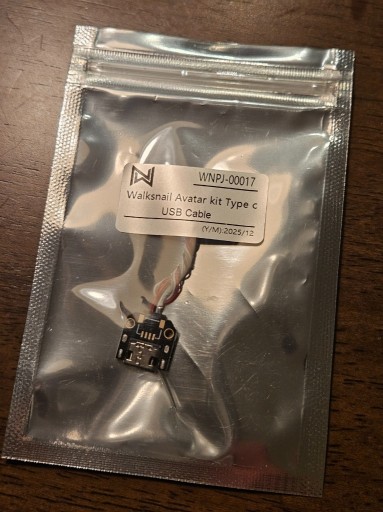 WNPJ-00017
Walksnail Avatar kit Type c
USB Cable
(Y/M):2025/12